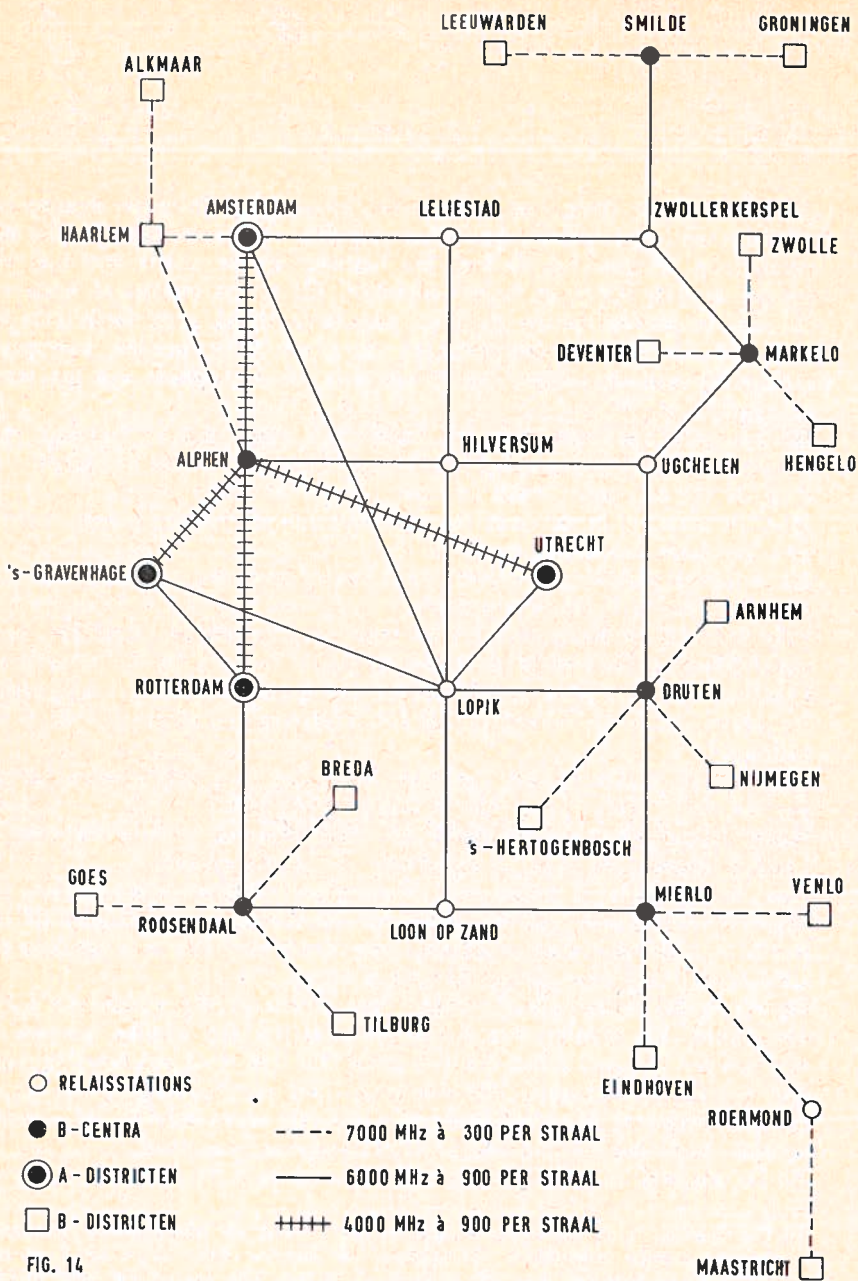 LEEUWARDEN
SMILDE
GRONINGEN
ALKMAAR
AMSTERDAM
LELIESTAD
ZWOLLERKERSPEL
HAARLEM
ZWOLLE
DEVENTER
MARKELO
HILVERSUM
ALPHEN
UGCHELEN
HENGELO
UTRECHT
's-GRAVENHAGE
ARNHEM
ROTTERDAM
LOPIK
DRUTEN
BREDA
NIJMEGEN
's-HERTOGENBOSCH
GOES
MIERLO
VENLO
ROOSENDAAL
LOON OP ZAND
TILBURG
EINDHOVEN
ROERMOND
MAASTRICHT
RELAISSTATIONS
B-CENTRA
A-DISTRICTEN
B-DISTRICTEN
7000 MHz à 300 PER STRAAL
6000 MHz à 900 PER STRAAL
4000 MHz à 900 PER STRAAL
FIG. 14